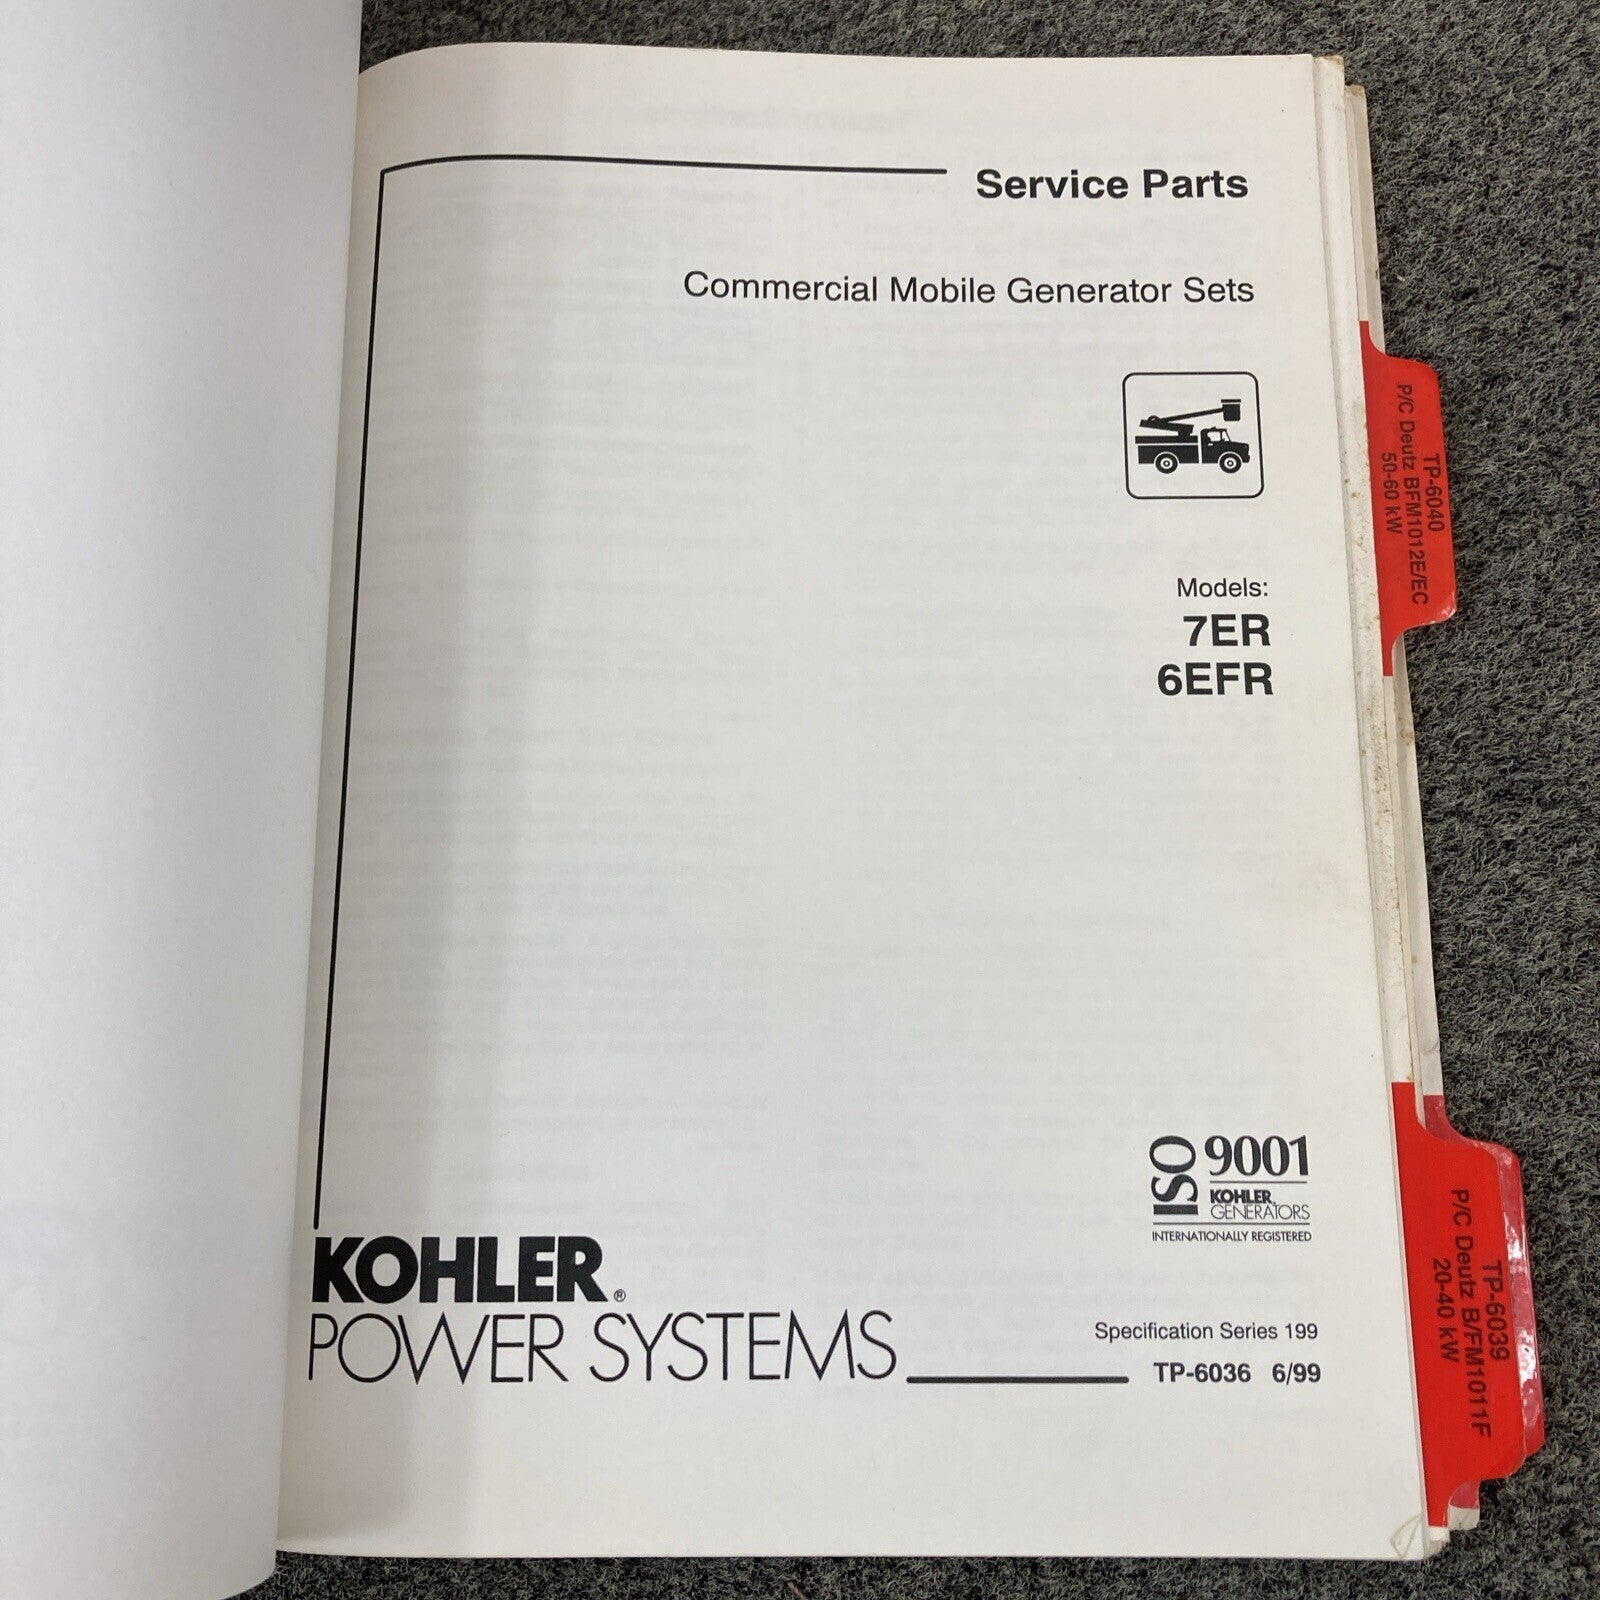 Service Parts
Commercial Mobile Generator Sets
Models:
7ER
6EFR
ISO 9001
KOHLER
GENERATORS
INTERNATIONALLY REGISTERED
KOHLER®
POWER SYSTEMS
Specification Series 199
TP-6036 6/99
TP-6040
P/C Deutz BFM1012E/EC
50-60 kW
TP-6039
P/C Deutz B/FM1011F
20-40 kW